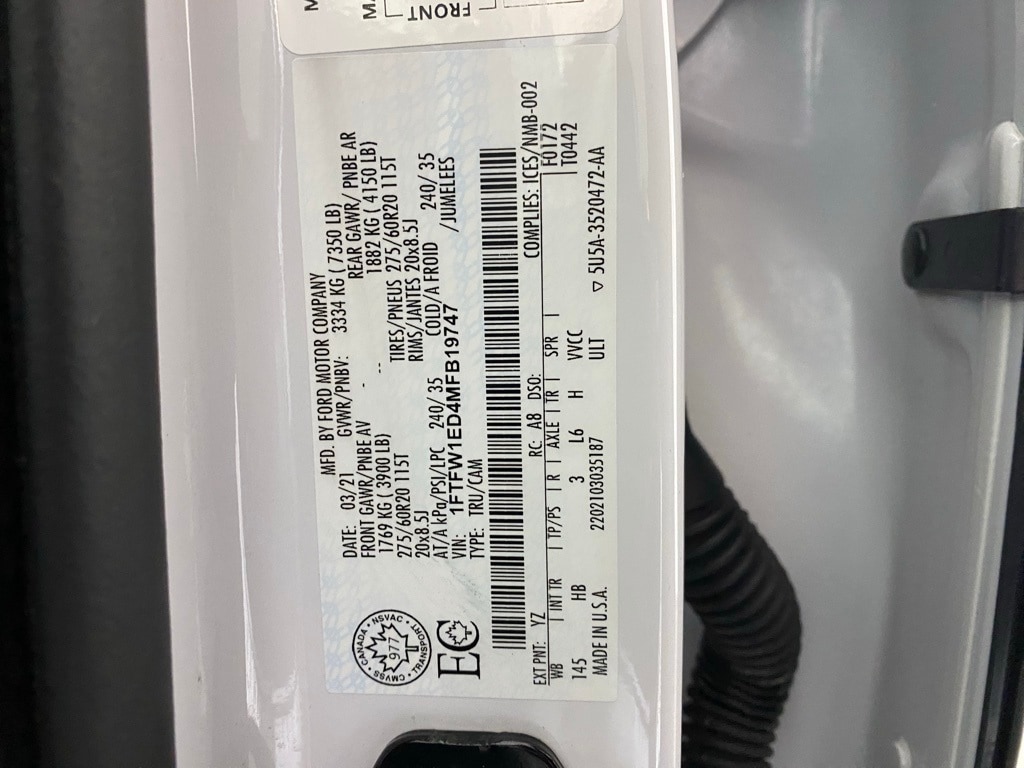 M
M
FRONT
MFD. BY FORD MOTOR COMPANY
DATE: 03/21 GWR/PNBV: 3334 KG ( 7350 LB)
FRONT GAWR/PNBE AV - REAR GAWR/ PNBE AR
1769 KG ( 3900 LB) -- 1882 KG ( 4150 LB)
275/60R20 115T TIRES/PNEUS 275/60R20 115T
20x8.5J RIMS/JANTES 20x8.5J
AT/A kPa/PSI/LPC 240/ 35 COLD/A FROID 240/ 35
VIN: 1FTFW1ED4MFB19747 /JUMELEES
TYPE: TRU/CAM
CMVSS • CANADA • NSVAC • TRANSPORT •
977
EC
RC: A8 DSO: COMPLIES: ICES/NMB-002
EXT PNT: YZ F0172
WB | INT TR | TP/PS | R | AXLE | TR | SPR | T0442
145 HB 3 L6 H VVCC
MADE IN U.S.A. 2202103035187 ULT ▽ 5U5A-3520472-AA